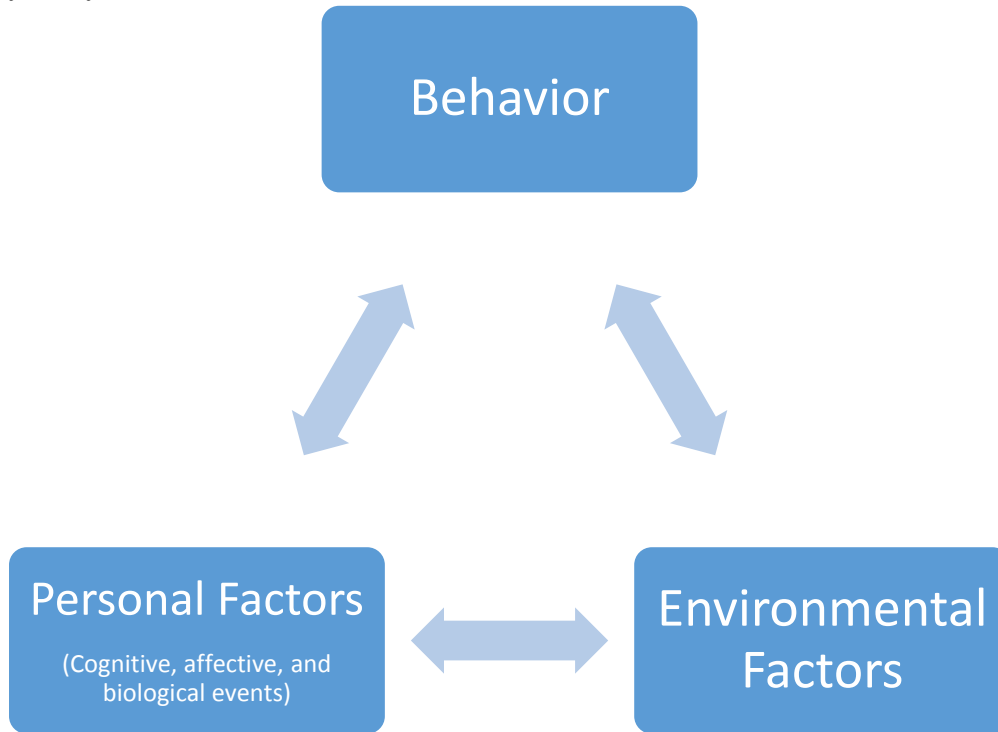 Behavior
Personal Factors
(Cognitive, affective, and
biological events)
Environmental
Factors